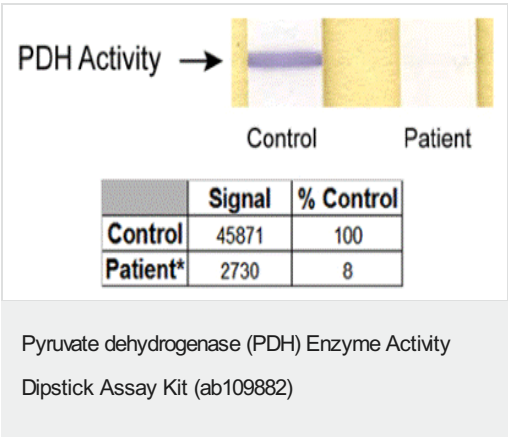 PDH Activity
Control Patient
Signal % Control
Control 45871 100
Patient* 2730 8
Pyruvate dehydrogenase (PDH) Enzyme Activity
Dipstick Assay Kit (ab109882)